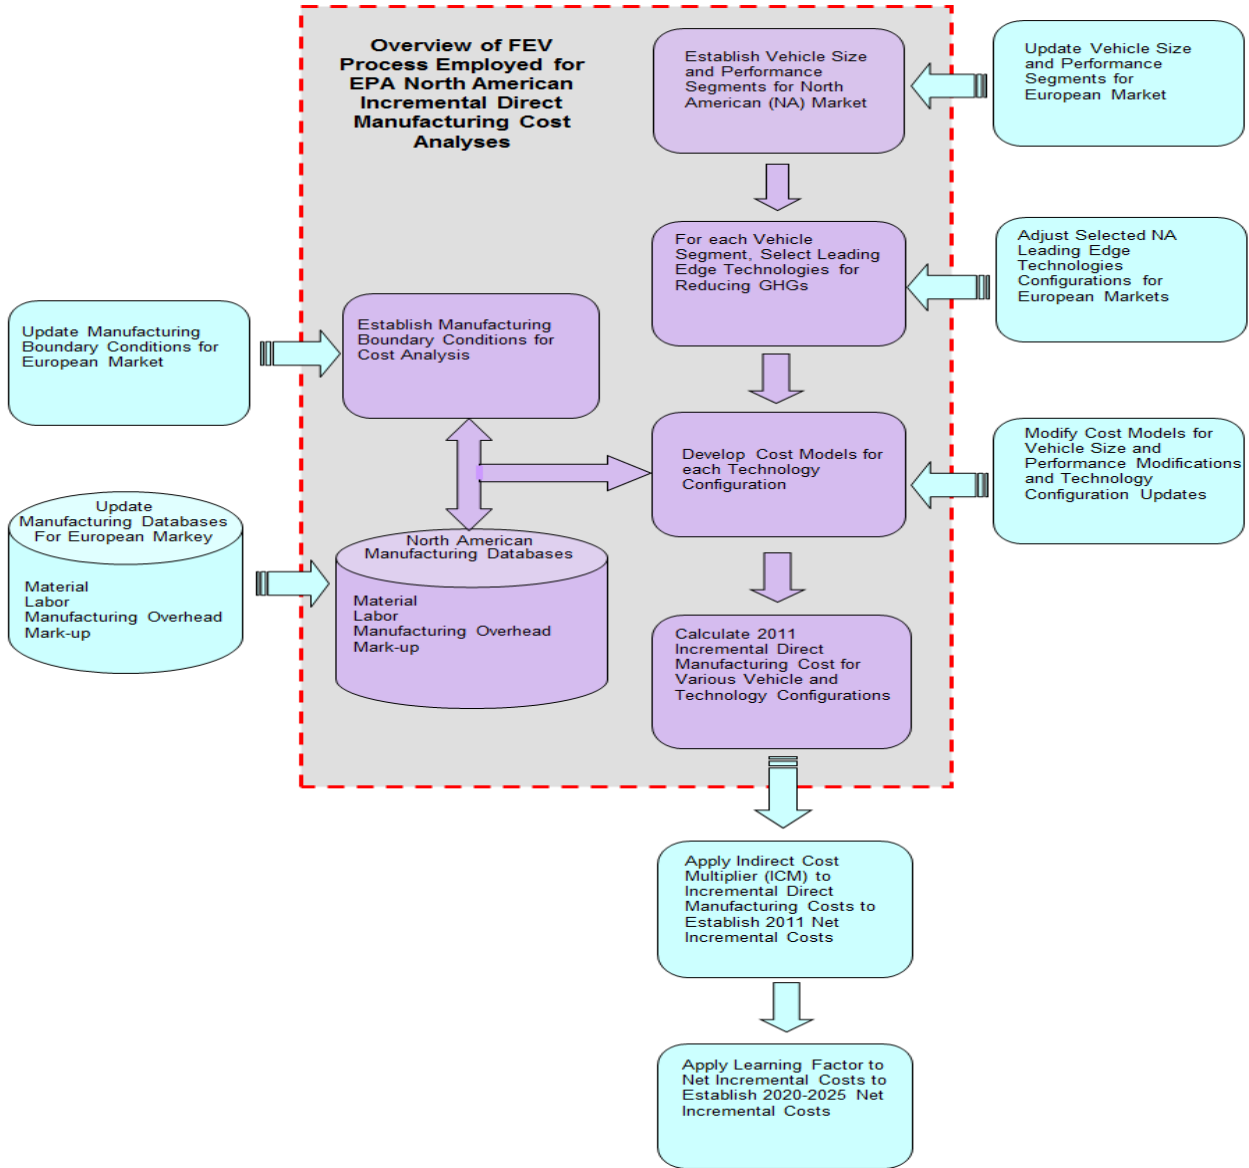 Overview of FEV
Process Employed for
EPA North American
Incremental Direct
Manufacturing Cost
Analyses
Establish Vehicle Size
and Performance
Segments for North
American (NA) Market
Update Vehicle Size
and Performance
Segments for
European Market
For each Vehicle
Segment, Select Leading
Edge Technologies for
Reducing GHGs
Adjust Selected NA
Leading Edge
Technologies
Configurations for
European Markets
Update Manufacturing
Boundary Conditions for
European Market
Establish Manufacturing
Boundary Conditions for
Cost Analysis
Develop Cost Models for
each Technology
Configuration
Modify Cost Models for
Vehicle Size and
Performance Modifications
and Technology
Configuration Updates
Update
Manufacturing Databases
For European Markey
Material
Labor
Manufacturing Overhead
Mark-up
North American
Manufacturing Databases
Material
Labor
Manufacturing Overhead
Mark-up
Calculate 2011
Incremental Direct
Manufacturing Cost for
Various Vehicle and
Technology Configurations
Apply Indirect Cost
Multiplier (ICM) to
Incremental Direct
Manufacturing Costs to
Establish 2011 Net
Incremental Costs
Apply Learning Factor to
Net Incremental Costs to
Establish 2020-2025 Net
Incremental Costs